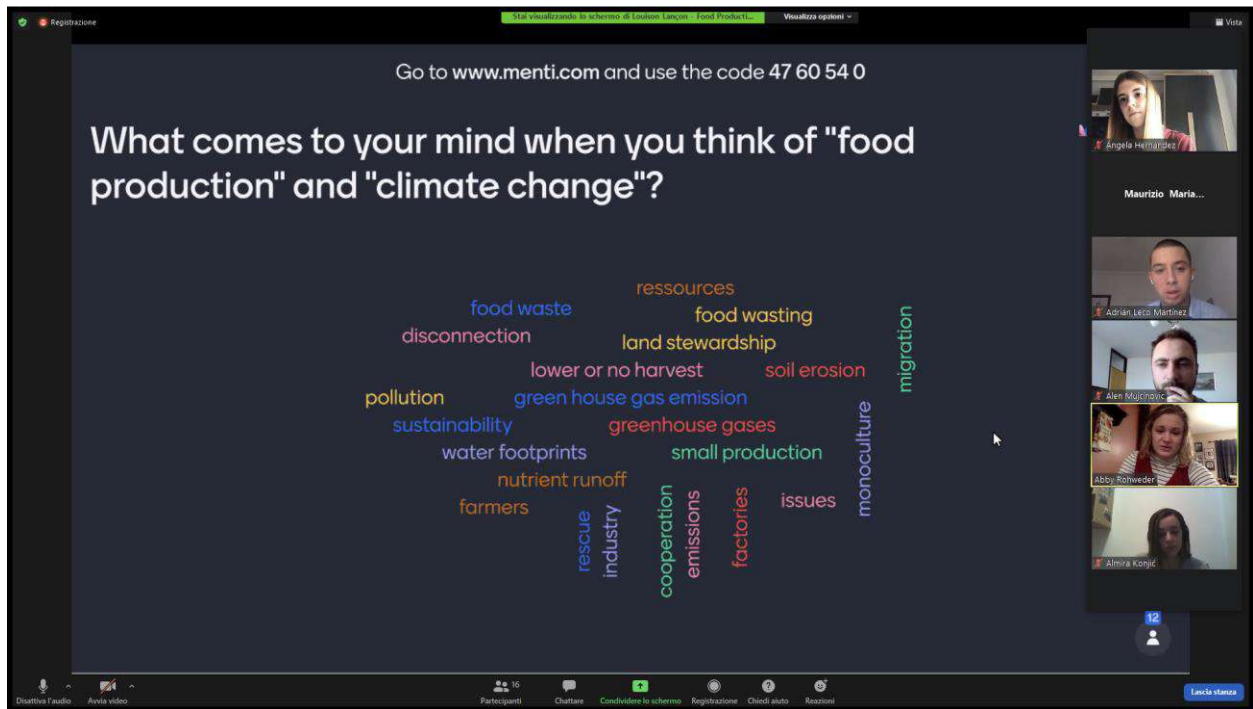 Registrazione
Stai visualizzando lo schermo di Louison Lançon - Food Producti...
Visualizza opzioni
Vista
Go to www.menti.com and use the code 47 60 54 0
What comes to your mind when you think of "food
production" and "climate change"?
ressources
food waste
food wasting
disconnection
land stewardship
migration
lower or no harvest
soil erosion
pollution
green house gas emission
sustainability
greenhouse gases
monoculture
water footprints
small production
nutrient runoff
farmers
issues
rescue
industry
cooperation
emissions
factories
Ángela Hernández
Maurizio Maria...
Adrián Leco Martínez
Alen Mujčinović
Abby Rohweder
Almira Konjić
12
Disattiva l'audio
Avvia video
Partecipanti
16
Chattare
Condividere lo schermo
Registrazione
Chiedi aiuto
Reazioni
Lascia stanza